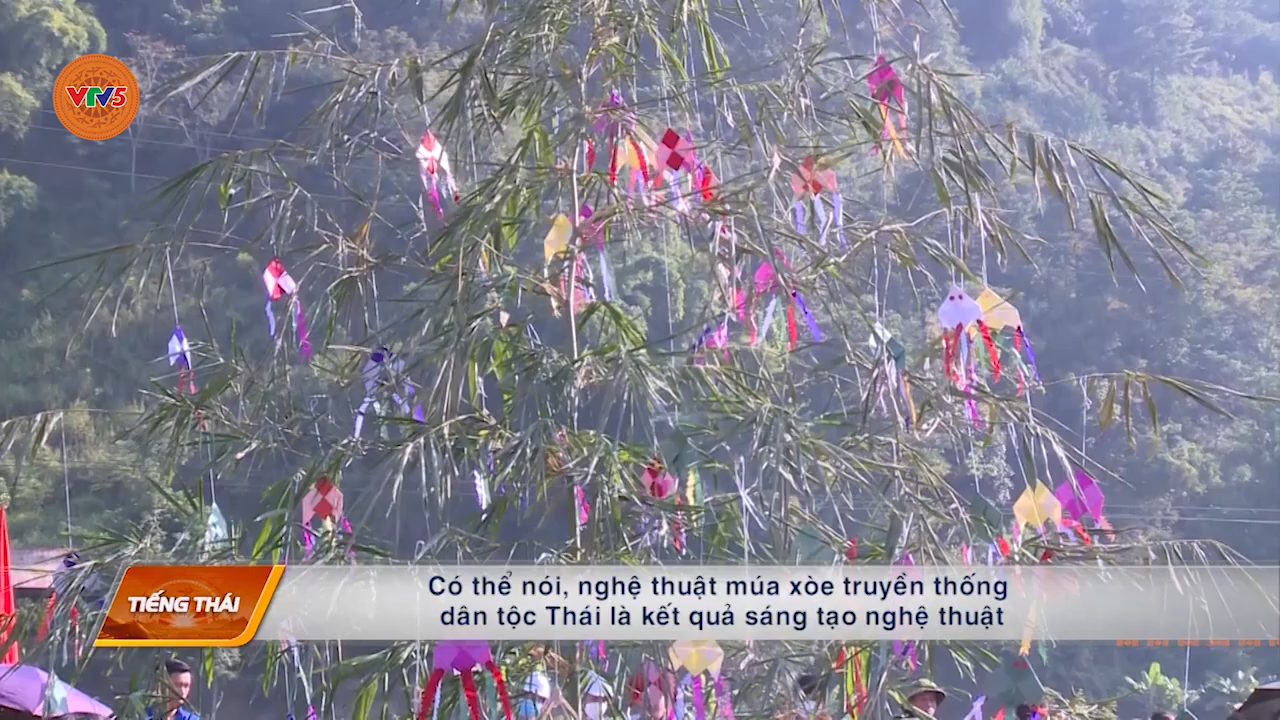 VTV5
TIẾNG THÁI
Có thể nói, nghệ thuật múa xòe truyền thống
dân tộc Thái là kết quả sáng tạo nghệ thuật